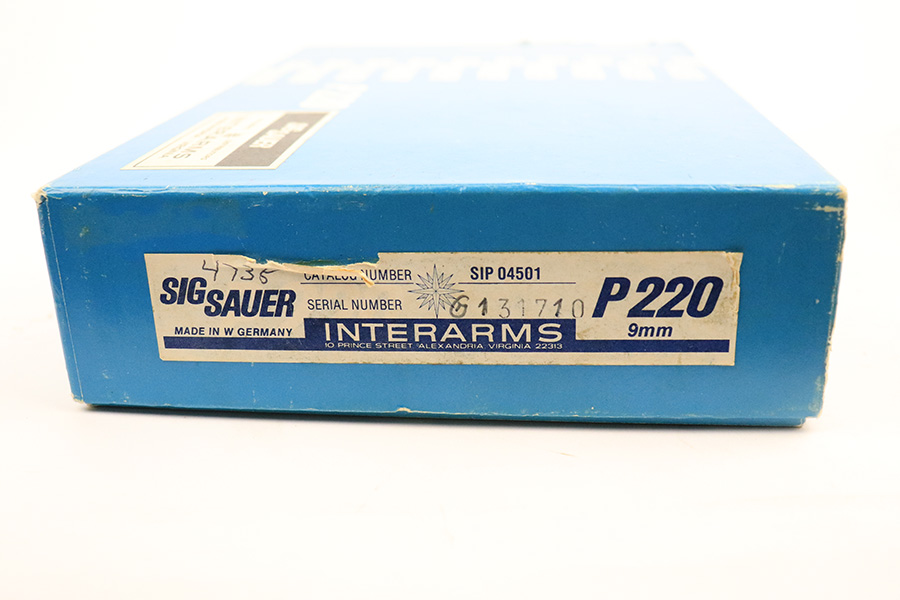 4736
SIG SAUER
MADE IN W GERMANY
CATALOG NUMBER SIP 04501
SERIAL NUMBER G131710
INTERARMS
10 PRINCE STREET, ALEXANDRIA, VIRGINIA 22313
P220
9mm